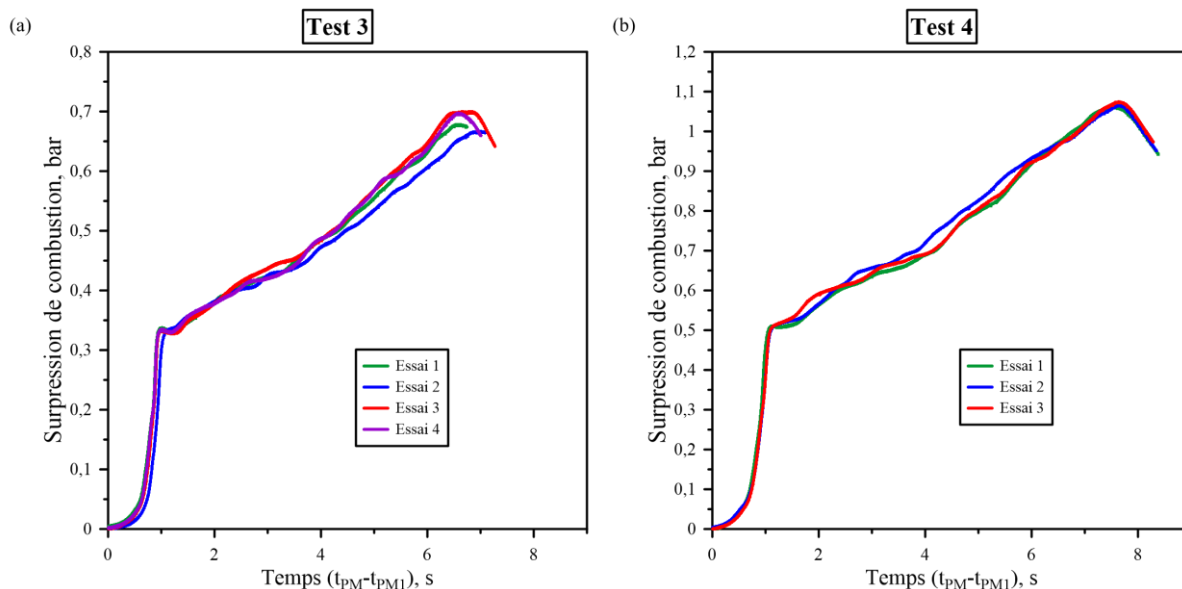 (a)
Test 3
0,8
0,7
0,6
0,5
0,4
0,3
0,2
0,1
0
Surpression de combustion, bar
Essai 1
Essai 2
Essai 3
Essai 4
0 2 4 6 8
Temps (tPM-tPM1), s
(b)
Test 4
1,2
1,1
1
0,9
0,8
0,7
0,6
0,5
0,4
0,3
0,2
0,1
0
Surpression de combustion, bar
Essai 1
Essai 2
Essai 3
0 2 4 6 8
Temps (tPM-tPM1), s